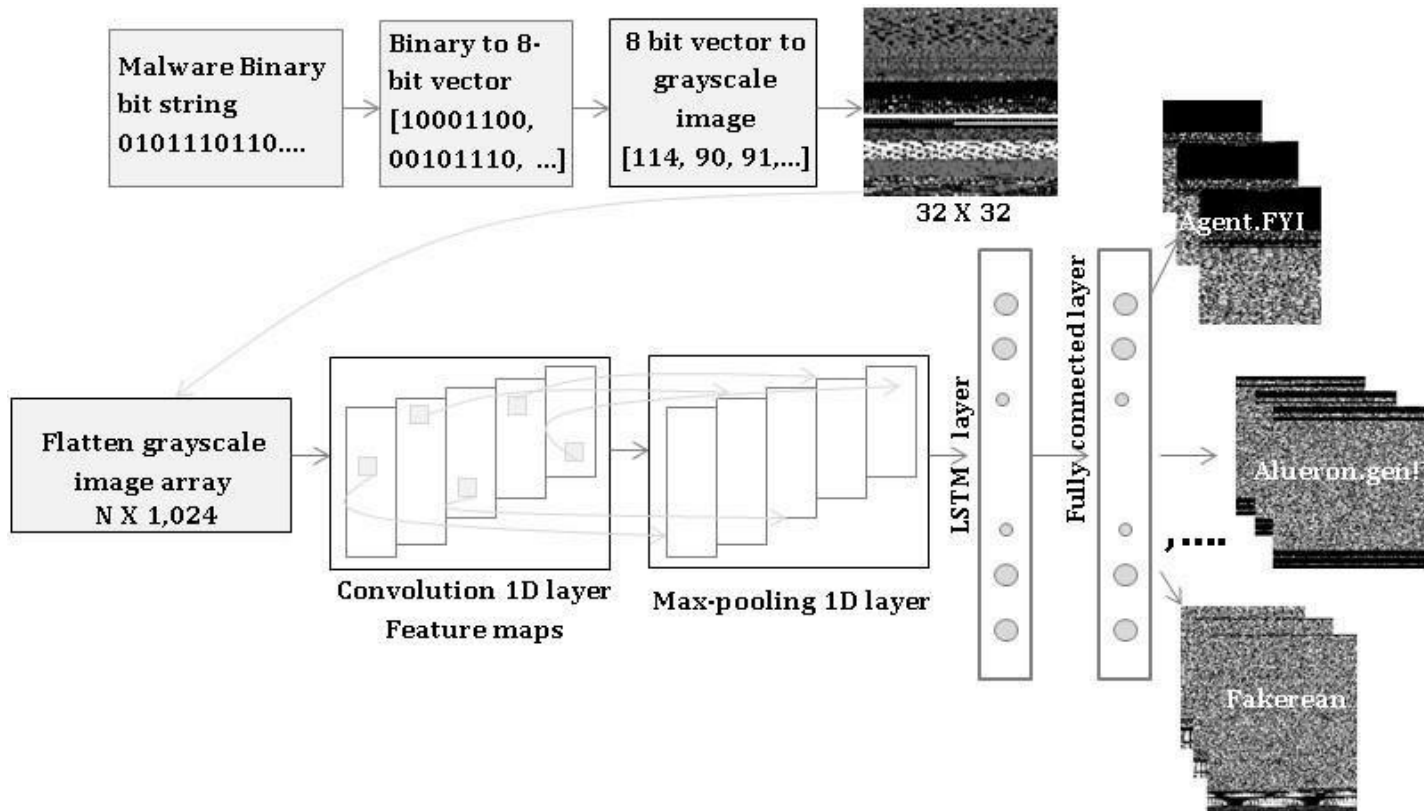 Malware Binary
bit string
0101110110....
Binary to 8-
bit vector
[10001100,
00101110, ...]
8 bit vector to
grayscale
image
[114, 90, 91,...]
32 X 32
Agent.FYI
Flatten grayscale
image array
N X 1,024
Convolution 1D layer
Feature maps
Max-pooling 1D layer
LSTM layer
Fully connected layer
Alueron.gen!
,.....
Fakerean